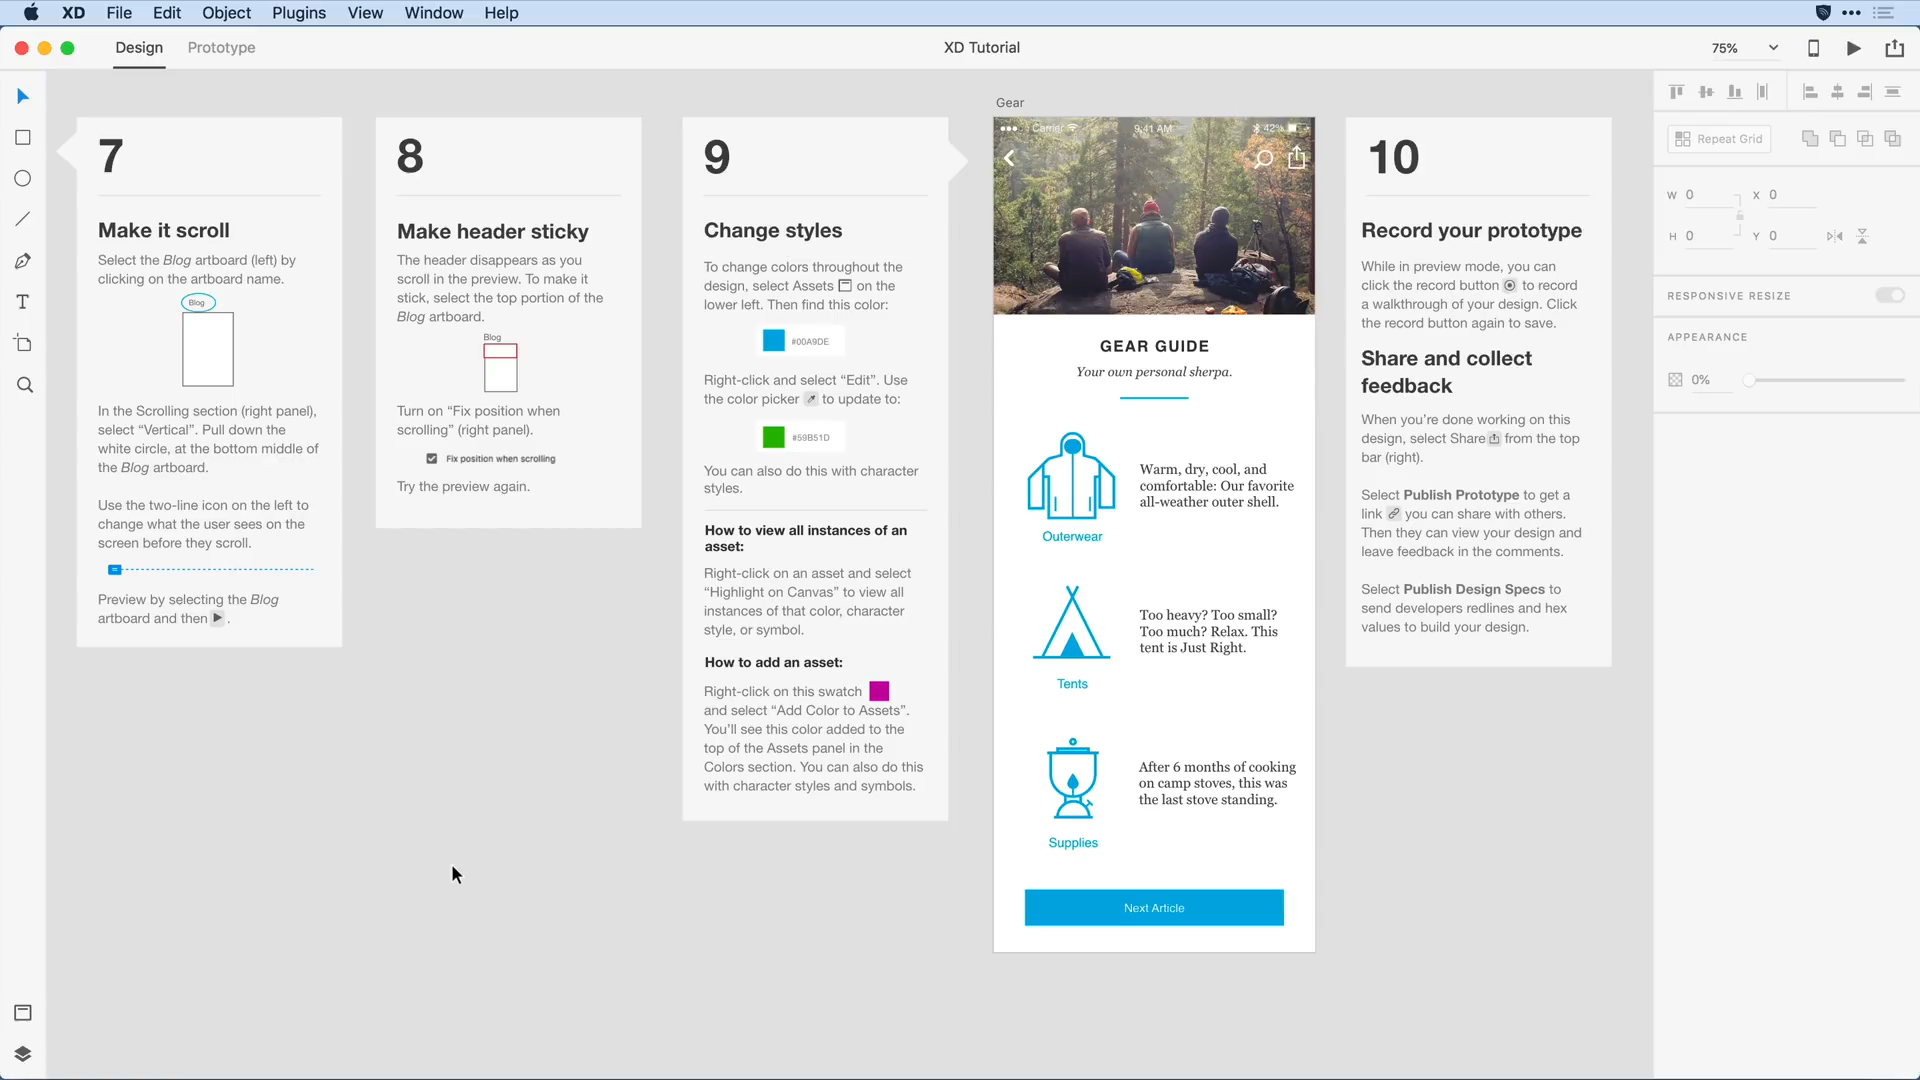 XD File Edit Object Plugins View Window Help
Design Prototype
XD Tutorial
75%
7
Make it scroll
Select the Blog artboard (left) by
clicking on the artboard name.
Blog
In the Scrolling section (right panel),
select “Vertical”. Pull down the
white circle, at the bottom middle of
the Blog artboard.
Use the two-line icon on the left to
change what the user sees on the
screen before they scroll.
Preview by selecting the Blog
artboard and then .
8
Make header sticky
The header disappears as you
scroll in the preview. To make it
stick, select the top portion of the
Blog artboard.
Blog
Turn on “Fix position when
scrolling” (right panel).
Fix position when scrolling
Try the preview again.
9
Change styles
To change colors throughout the
design, select Assets on the
lower left. Then find this color:
#00A9DE
Right-click and select “Edit”. Use
the color picker to update to:
#59B51D
You can also do this with character
styles.
How to view all instances of an
asset:
Right-click on an asset and select
“Highlight on Canvas” to view all
instances of that color, character
style, or symbol.
How to add an asset:
Right-click on this swatch
and select “Add Color to Assets”.
You’ll see this color added to the
top of the Assets panel in the
Colors section. You can also do this
with character styles and symbols.
Gear
Carrier 9:41 AM 42%
GEAR GUIDE
Your own personal sherpa.
Warm, dry, cool, and
comfortable: Our favorite
all-weather outer shell.
Outerwear
Too heavy? Too small?
Too much? Relax. This
tent is Just Right.
Tents
After 6 months of cooking
on camp stoves, this was
the last stove standing.
Supplies
Next Article
10
Record your prototype
While in preview mode, you can
click the record button to record
a walkthrough of your design. Click
the record button again to save.
Share and collect
feedback
When you’re done working on this
design, select Share from the top
bar (right).
Select Publish Prototype to get a
link you can share with others.
Then they can view your design and
leave feedback in the comments.
Select Publish Design Specs to
send developers redlines and hex
values to build your design.
Repeat Grid
W 0 X 0
H 0 Y 0
RESPONSIVE RESIZE
APPEARANCE
0%